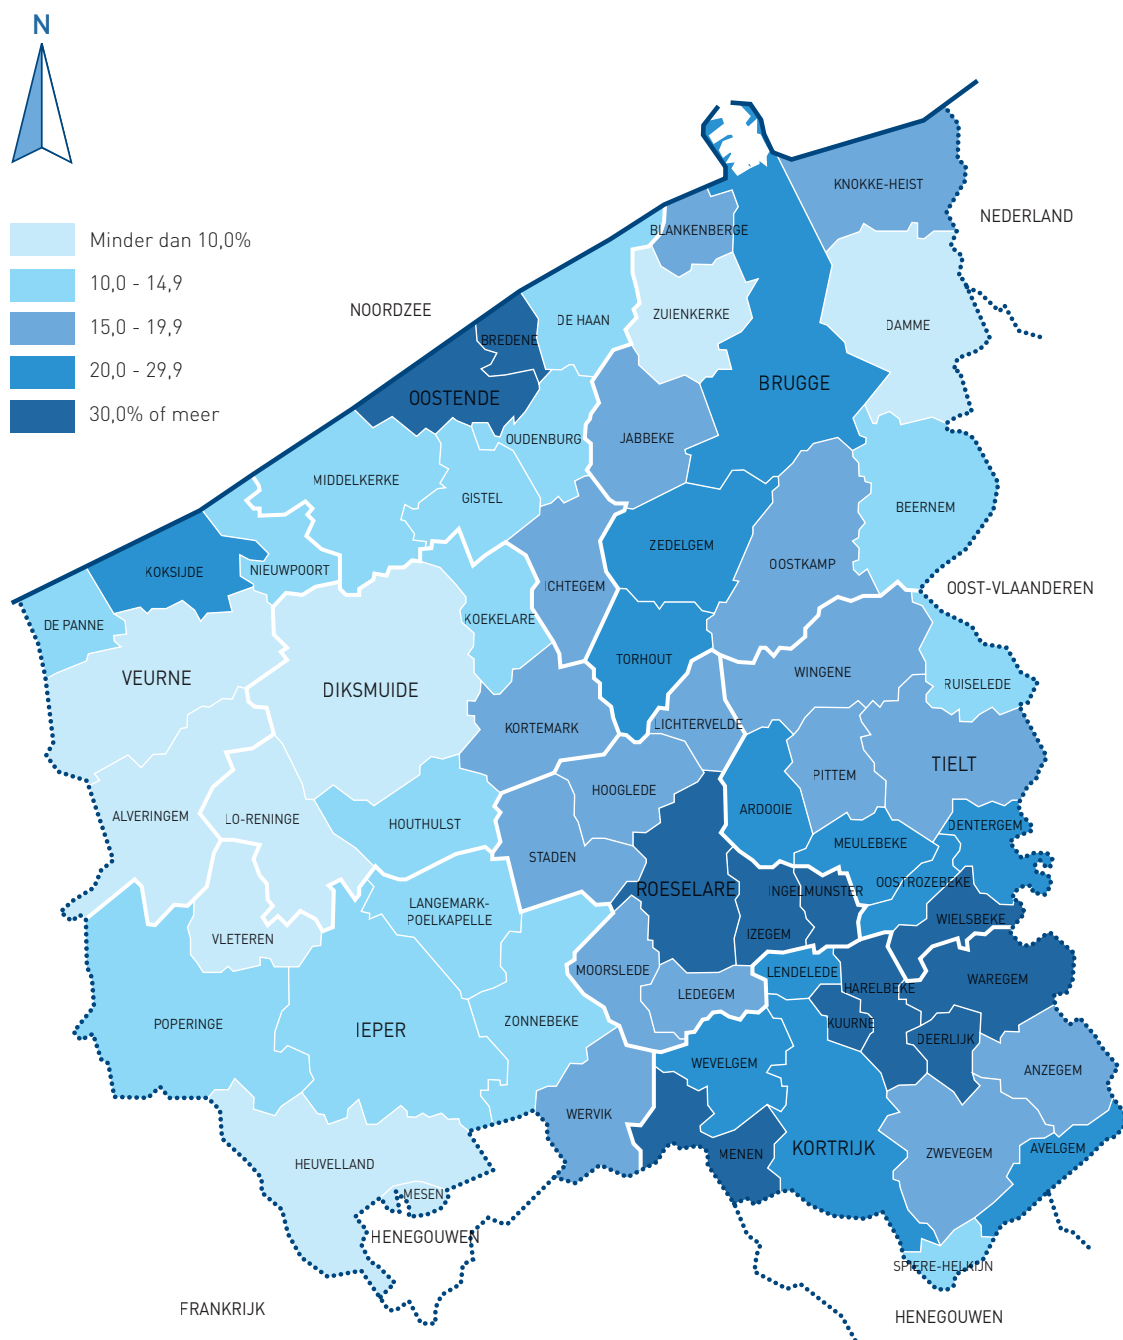 N
KNOKKE-HEIST
NEDERLAND
BLANKENBERGE
Minder dan 10,0%
10,0 - 14,9
15,0 - 19,9
20,0 - 29,9
30,0% of meer
NOORDZEE
DE HAAN
ZUIENKERKE
DAMME
BREDENE
OOSTENDE
BRUGGE
OUDENBURG
JABBEKE
MIDDELKERKE
GISTEL
BEERNEM
ZEDELGEM
OOSTKAMP
KOKSIJDE
NIEUWPOORT
ICHTEGEM
OOST-VLAANDEREN
DE PANNE
KOEKELARE
VEURNE
DIKSMUIDE
TORHOUT
WINGENE
RUISELEDE
KORTEMARK
LICHTERVELDE
TIELT
PITTEM
HOOGLEDE
ARDOOIE
ALVERINGEM
LO-RENINGE
HOUTHULST
DENTERGEM
MEULEBEKE
STADEN
ROESELARE
INGELMUNSTER
OOSTROZEBEKE
LANGEMARK-
POELKAPELLE
WIELSBEKE
VLETEREN
IZEGEM
MOORSLEDE
LENDELEDE
WAREGEM
HARELBEKE
LEDEGEM
POPERINGE
IEPER
ZONNEBEKE
KUURNE
DEERLIJK
WEVELGEM
ANZEGEM
WERVIK
KORTRIJK
AVELGEM
MENEN
ZWEVEGEM
HEUVELLAND
MESEN
HENEGOUWEN
SPIERE-HELKIJN
FRANKRIJK
HENEGOUWEN